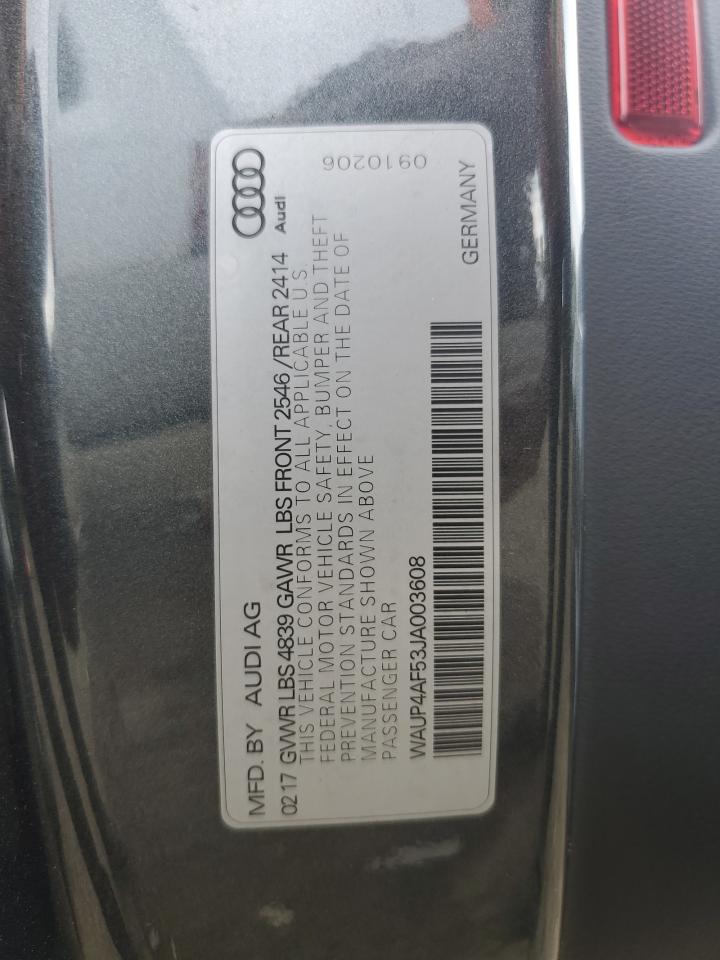 MFD. BY AUDI AG
Audi
0217 GVWR LBS 4839 GAWR LBS FRONT 2546 /REAR 2414
THIS VEHICLE CONFORMS TO ALL APPLICABLE U S
FEDERAL MOTOR VEHICLE SAFETY, BUMPER AND THEFT
PREVENTION STANDARDS IN EFFECT ON THE DATE OF
MANUFACTURE SHOWN ABOVE
PASSENGER CAR
0910206
WAUP4AF53JA003608
GERMANY